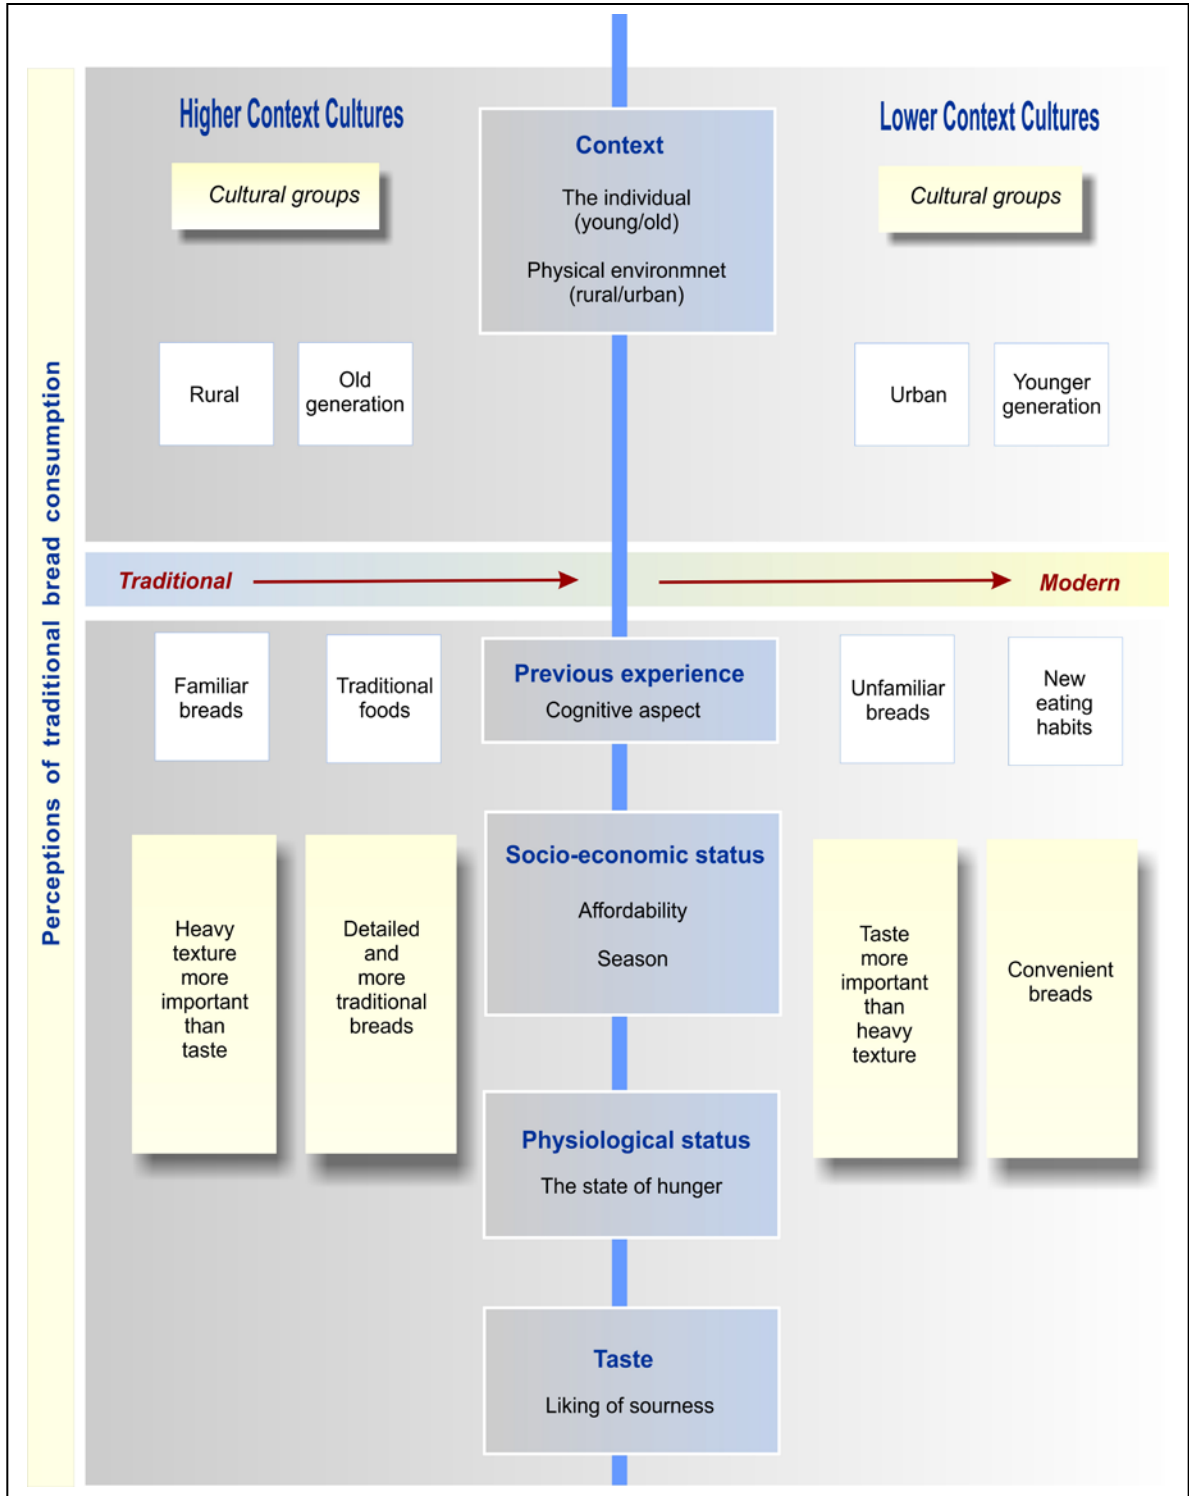 Perceptions of traditional bread consumption
Higher Context Cultures
Cultural groups
Rural
Old
generation
Context
The individual
(young/old)
Physical environmnet
(rural/urban)
Lower Context Cultures
Cultural groups
Urban
Younger
generation
Traditional
Modern
Familiar
breads
Traditional
foods
Previous experience
Cognitive aspect
Unfamiliar
breads
New
eating
habits
Heavy
texture
more
important
than
taste
Detailed
and
more
traditional
breads
Socio-economic status
Affordability
Season
Taste
more
important
than
heavy
texture
Convenient
breads
Physiological status
The state of hunger
Taste
Liking of sourness